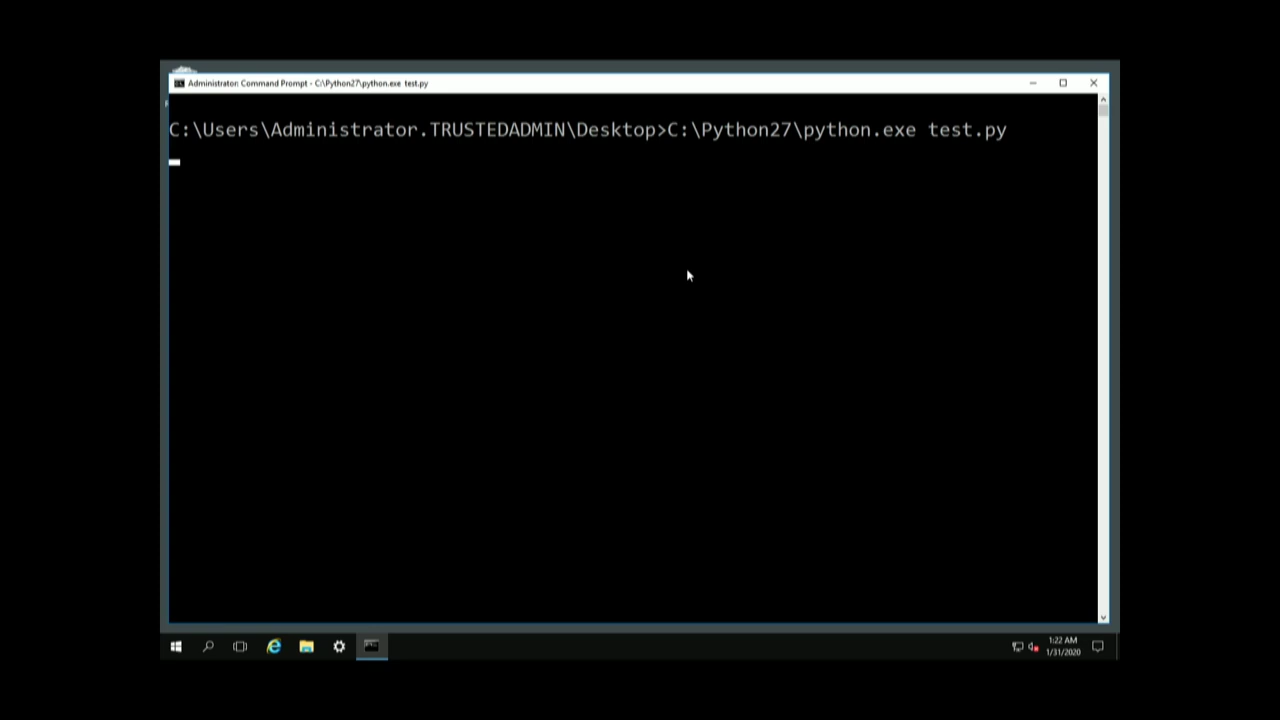 Administrator: Command Prompt - C:\Python27\python.exe test.py
C:\Users\Administrator.TRUSTEDADMIN\Desktop>C:\Python27\python.exe test.py
1:22 AM
1/31/2020